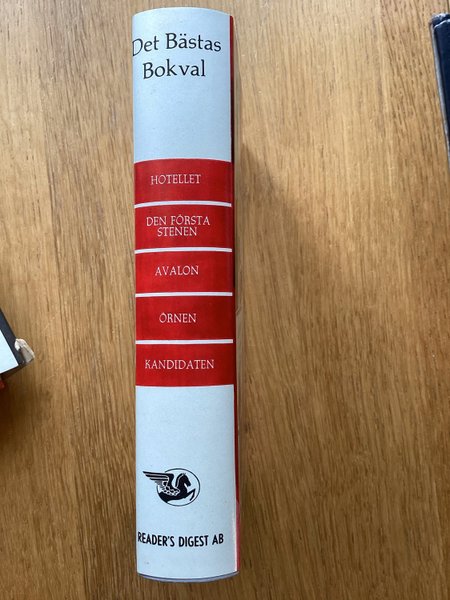 Det Bästas
Bokval
HOTELLET
DEN FÖRSTA
STENEN
AVALON
ÖRNEN
KANDIDATEN
READER'S DIGEST AB